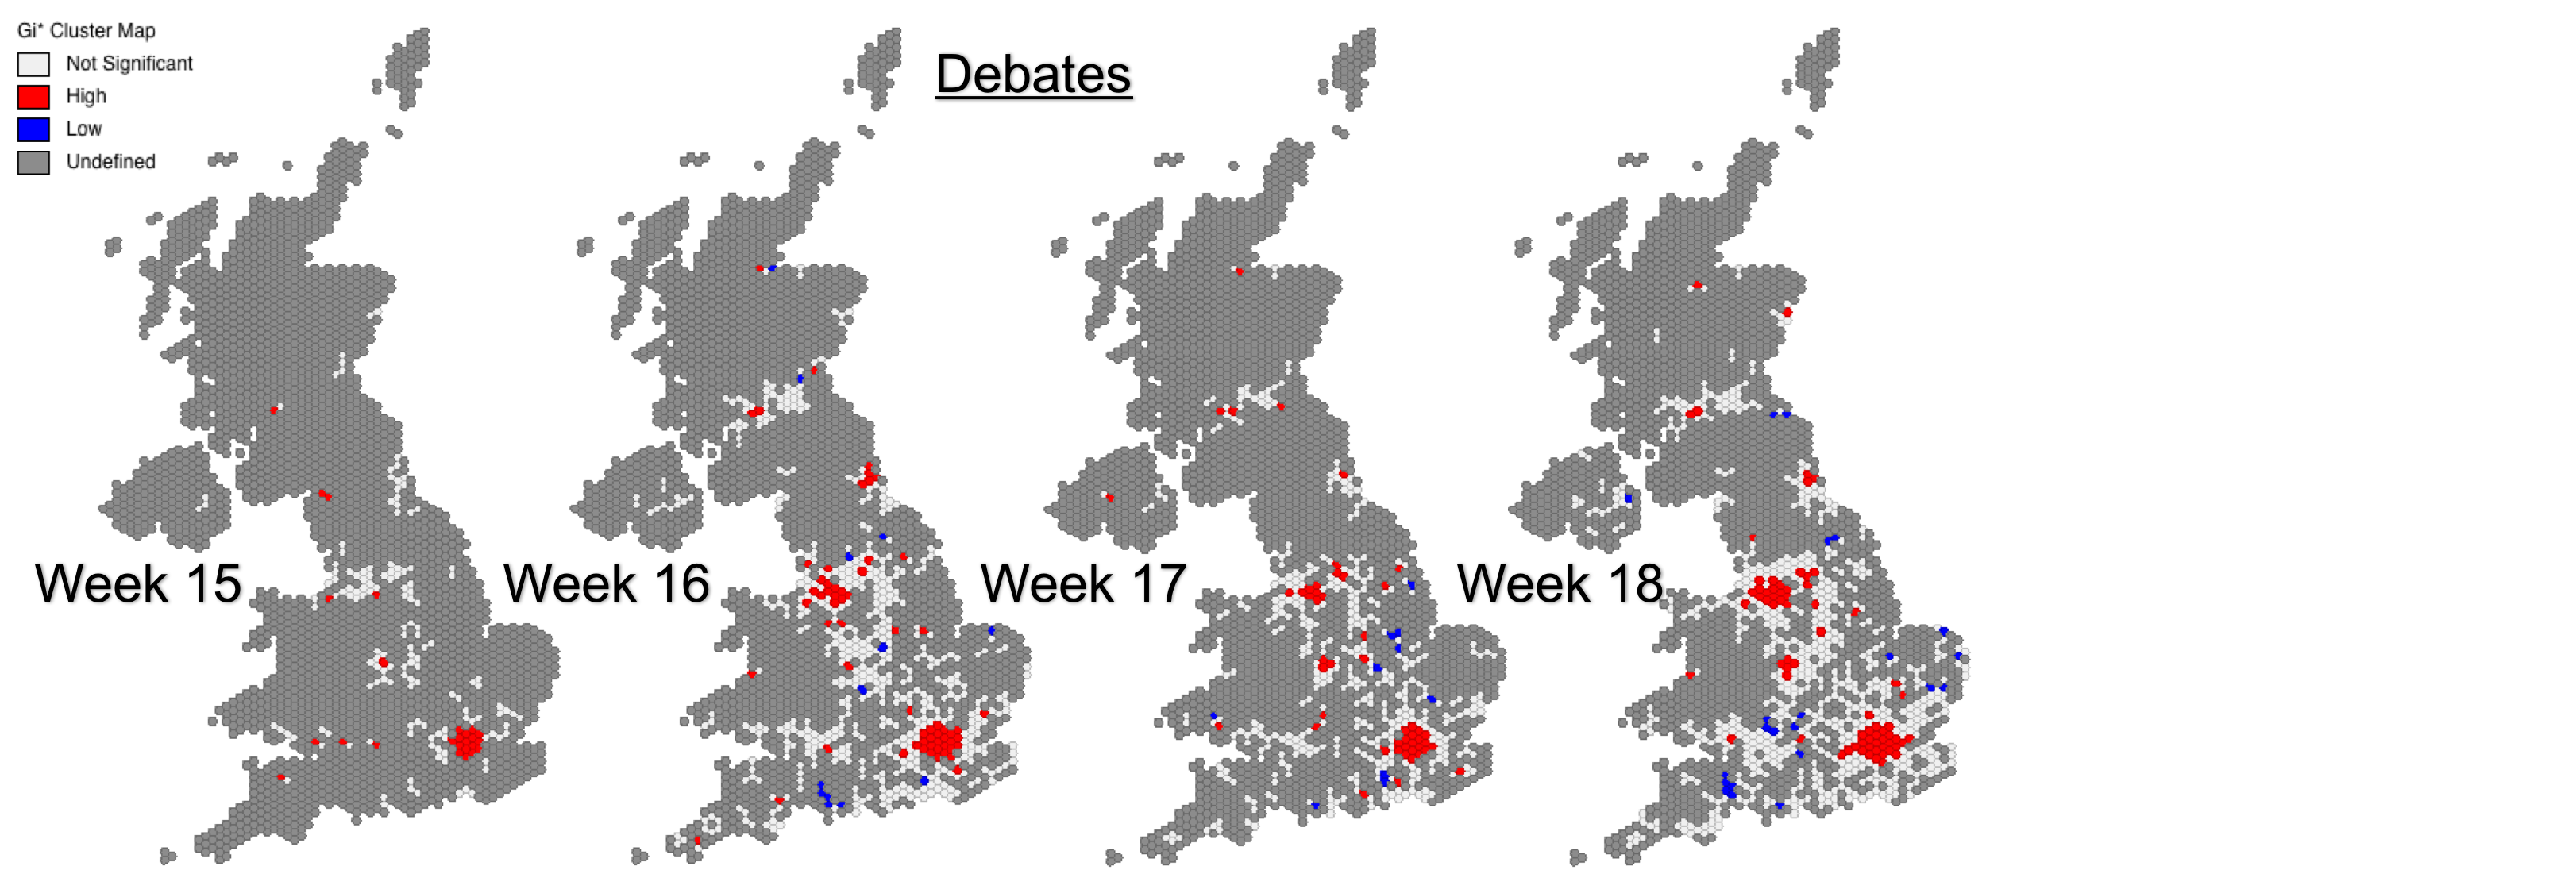 Gi* Cluster Map
Not Significant
High
Low
Undefined
Debates
Week 15
Week 16
Week 17
Week 18